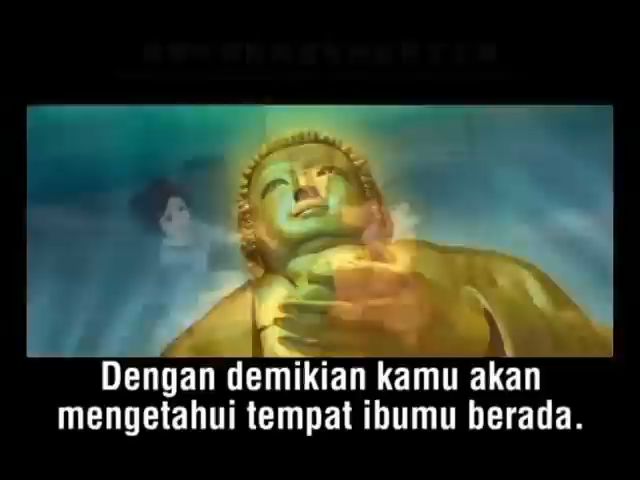 Dengan demikian kamu akan
mengetahui tempat ibumu berada.